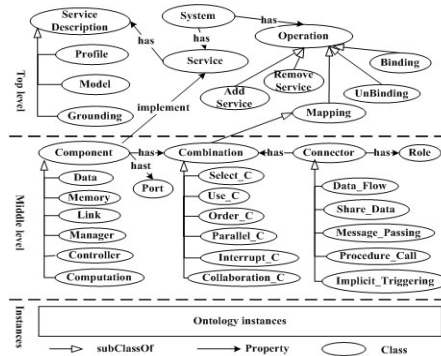 Service
Description
System
has
has
has
Operation
Profile
Service
Binding
Remove
Service
Model
Add
Service
UnBinding
Grounding
implement
Mapping
Top level
Component
has
Combination
has
Connector
has
Role
hast
Port
Data
Memory
Link
Manager
Controller
Computation
Select_C
Use_C
Order_C
Parallel_C
Interrupt_C
Collaboration_C
Data_Flow
Share_Data
Message_Passing
Procedure_Call
Implicit_Triggering
Middle level
Instances
Ontology instances
subClassOf
Property
Class